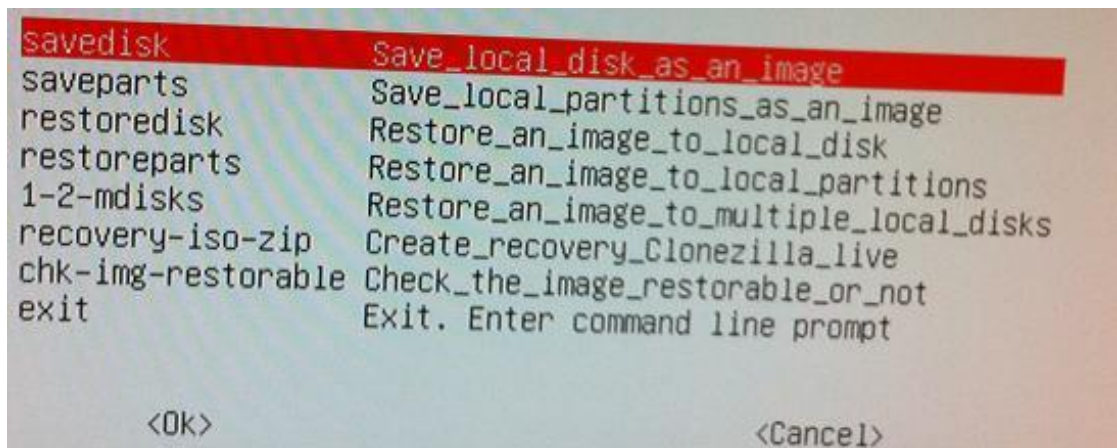 savedisk Save_local_disk_as_an_image
saveparts Save_local_partitions_as_an_image
restoredisk Restore_an_image_to_local_disk
restoreparts Restore_an_image_to_local_partitions
1-2-mdisks Restore_an_image_to_multiple_local_disks
recovery-iso-zip Create_recovery_Clonezilla_live
chk-img-restorable Check_the_image_restorable_or_not
exit Exit. Enter command line prompt
<Ok> <Cancel>